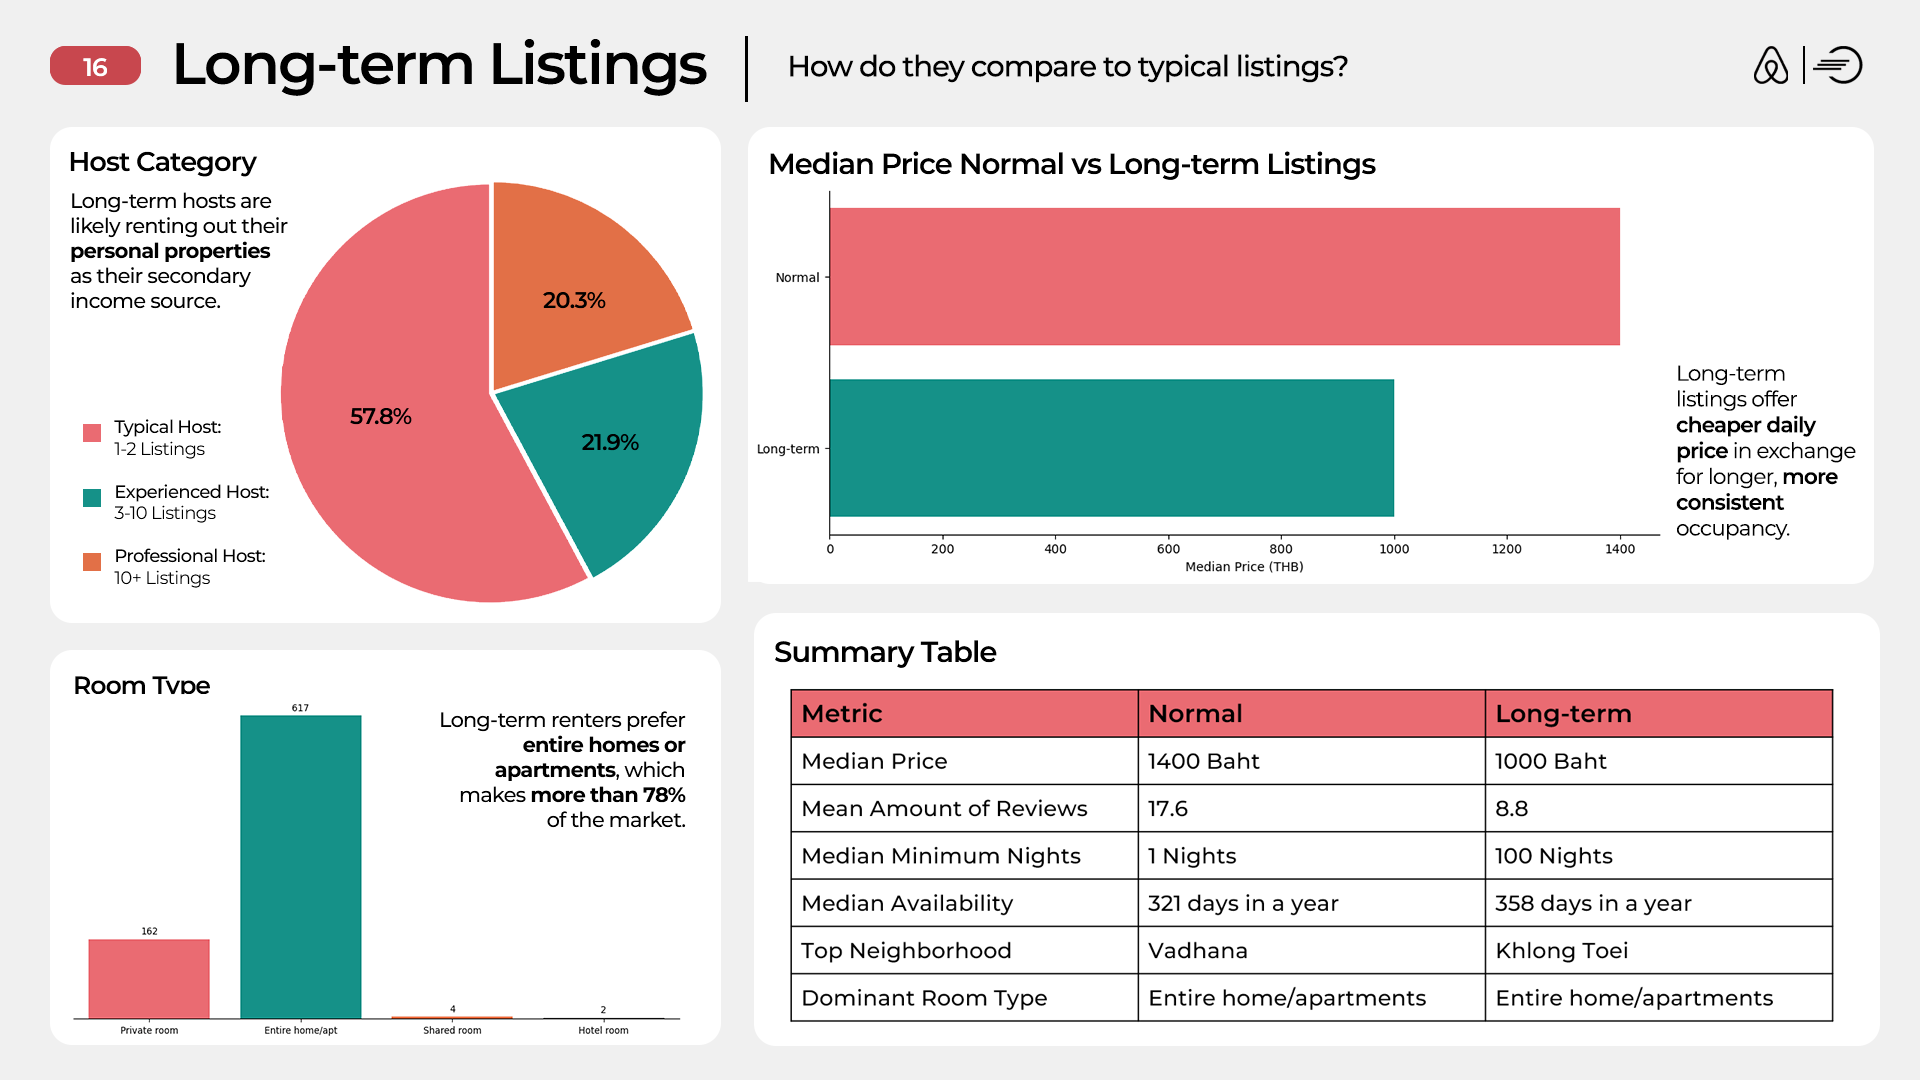 16
Long-term Listings
How do they compare to typical listings?
Host Category
Long-term hosts are
likely renting out their
personal properties
as their secondary
income source.
Typical Host:
1-2 Listings
Experienced Host:
3-10 Listings
Professional Host:
10+ Listings
20.3%
57.8%
21.9%
Median Price Normal vs Long-term Listings
Normal
Long-term
0 200 400 600 800 1000 1200 1400
Median Price (THB)
Long-term
listings offer
cheaper daily
price in exchange
for longer, more
consistent
occupancy.
Room Type
617
162
4
2
Private room Entire home/apt Shared room Hotel room
Long-term renters prefer
entire homes or
apartments, which
makes more than 78%
of the market.
Summary Table
Metric Normal Long-term
Median Price 1400 Baht 1000 Baht
Mean Amount of Reviews 17.6 8.8
Median Minimum Nights 1 Nights 100 Nights
Median Availability 321 days in a year 358 days in a year
Top Neighborhood Vadhana Khlong Toei
Dominant Room Type Entire home/apartments Entire home/apartments